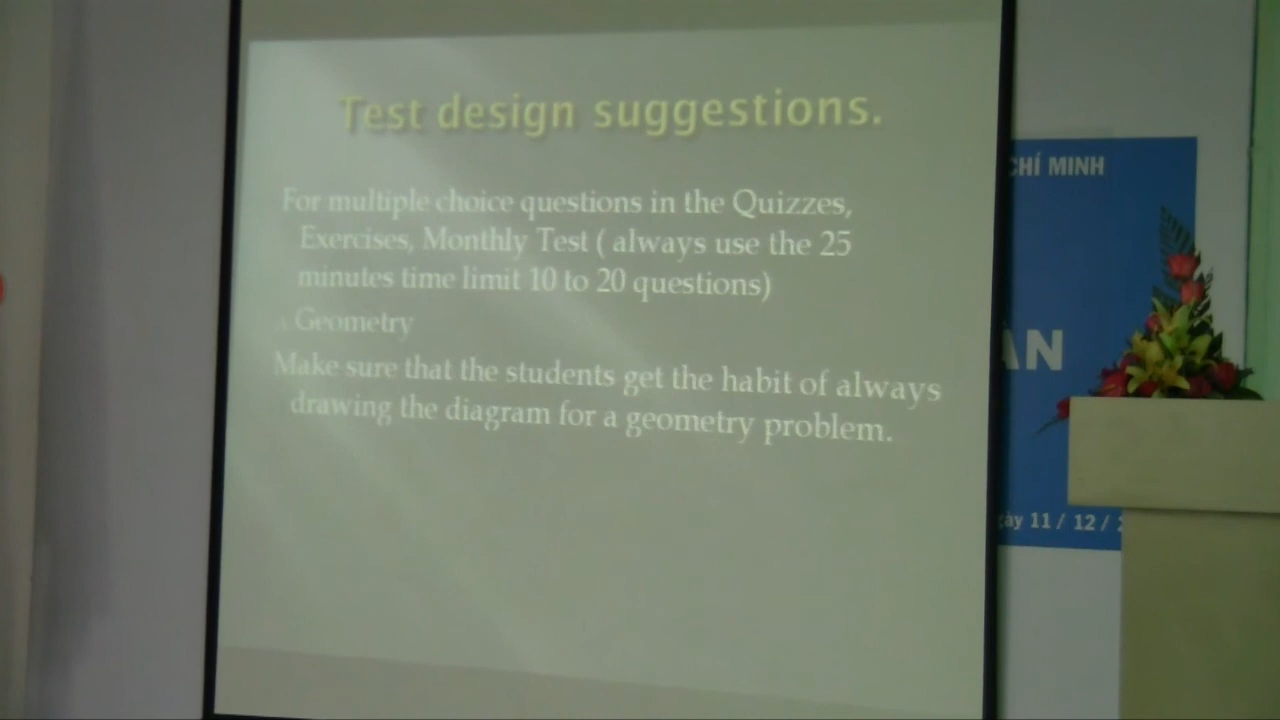 Test design suggestions.
For multiple choice questions in the Quizzes,
Exercises, Monthly Test ( always use the 25
minutes time limit 10 to 20 questions)
Geometry
Make sure that the students get the habit of always
drawing the diagram for a geometry problem.
CHÍ MINH
AN
gày 11 / 12 /